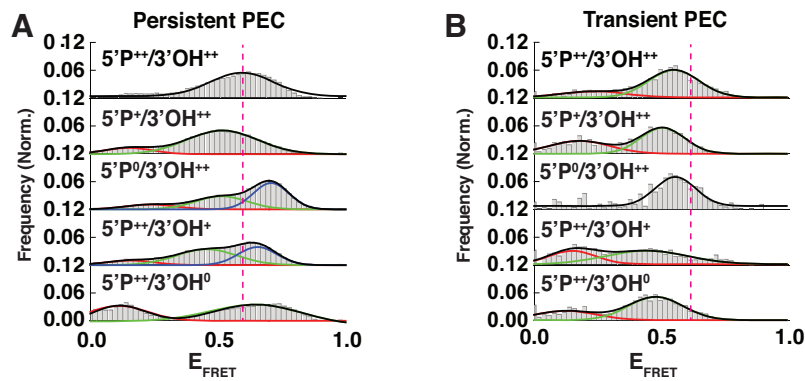 A
Persistent PEC
Frequency (Norm.)
0.12
5'P++/3'OH++
0.06
0.12
5'P+/3'OH++
0.06
0.12
5'P0/3'OH++
0.06
0.12
5'P++/3'OH+
0.06
0.12
5'P++/3'OH0
0.06
0.00
0.0 0.5 1.0
EFRET
B
Transient PEC
Frequency (Norm.)
0.12
5'P++/3'OH++
0.06
0.12
5'P+/3'OH++
0.06
0.12
5'P0/3'OH++
0.06
0.12
5'P++/3'OH+
0.06
0.12
5'P++/3'OH0
0.06
0.00
0.0 0.5 1.0
EFRET